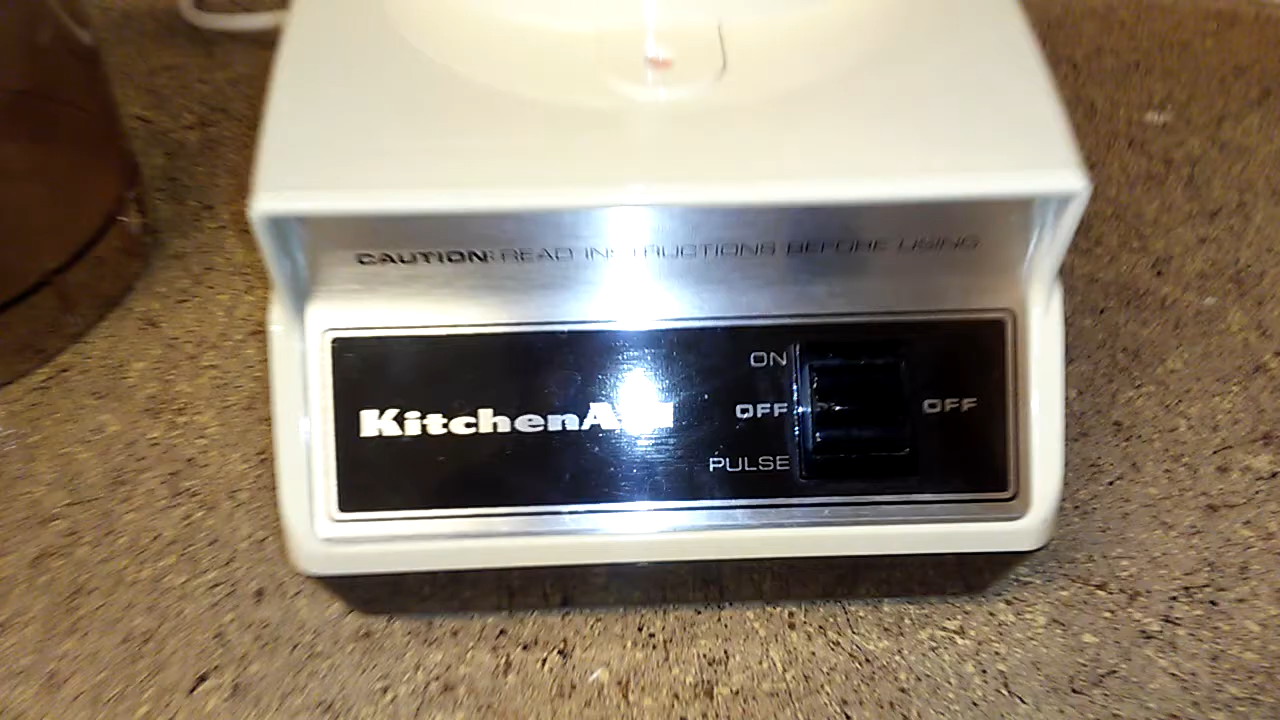 CAUTION: READ INSTRUCTIONS BEFORE USING
KitchenAid
ON
OFF OFF
PULSE